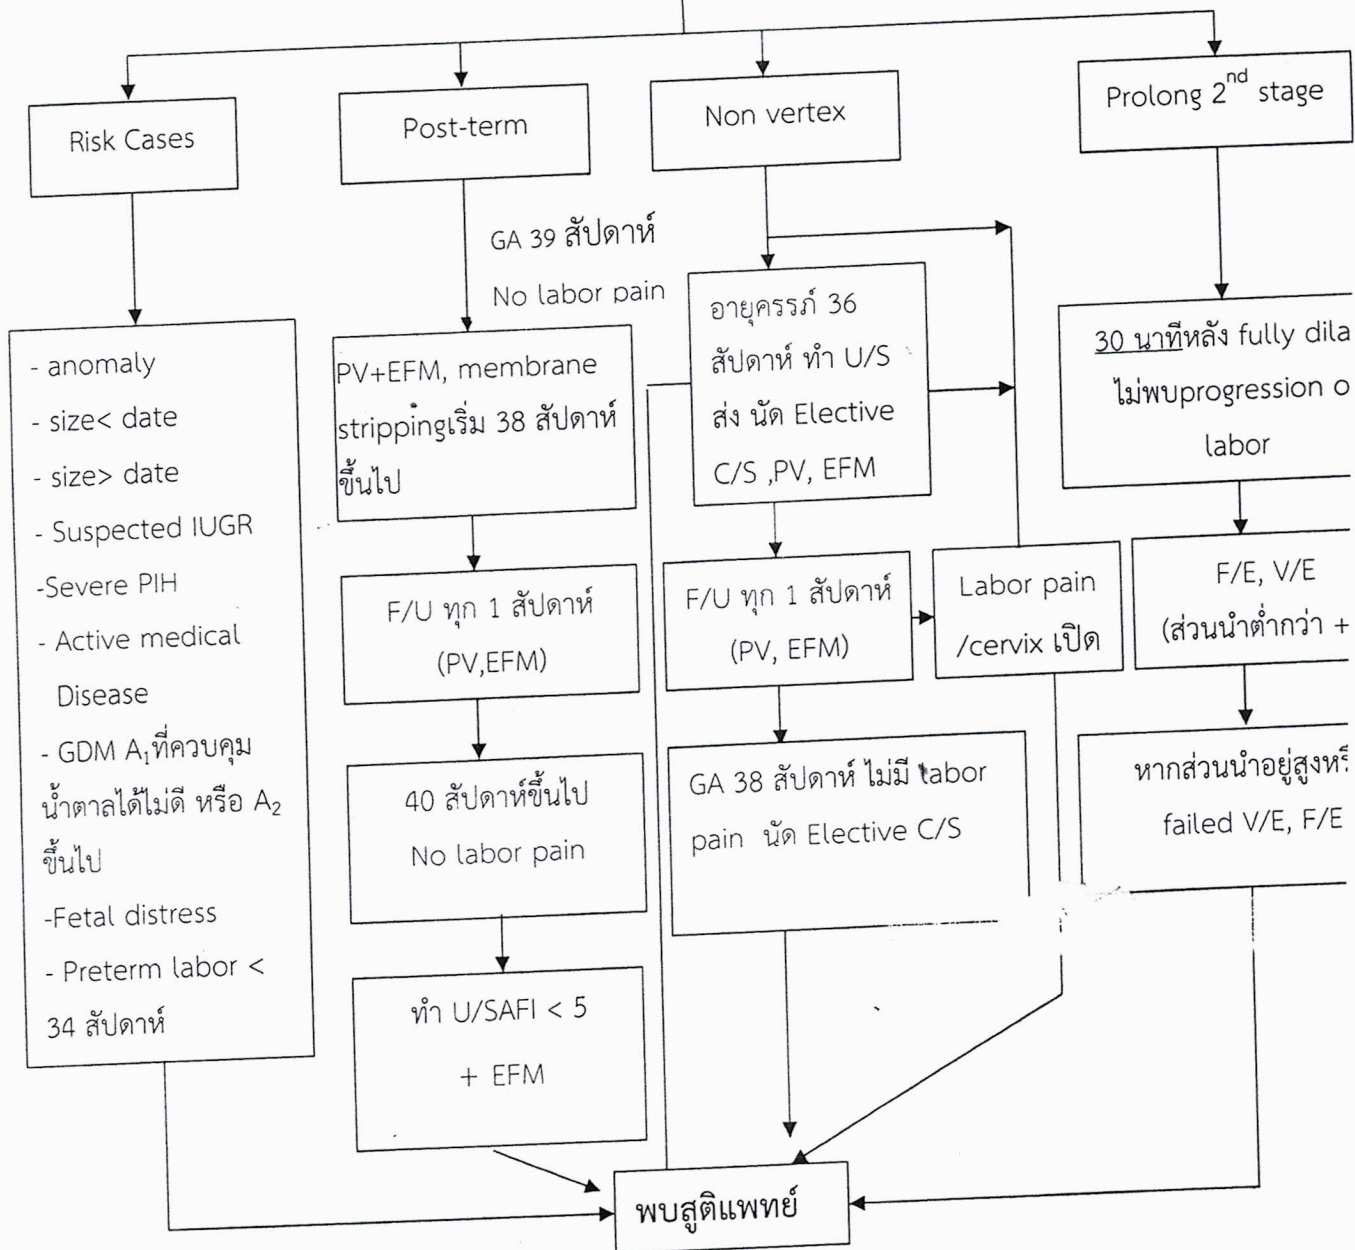 Risk Cases
Post-term
Non vertex
Prolong 2nd stage
- anomaly
- size< date
- size> date
- Suspected IUGR
-Severe PIH
- Active medical
Disease
- GDM A₁ที่ควบคุม
น้ำตาลได้ไม่ดี หรือ A₂
ขึ้นไป
-Fetal distress
- Preterm labor <
34 สัปดาห์
GA 39 สัปดาห์
No labor pain
PV+EFM, membrane
strippingเริ่ม 38 สัปดาห์
ขึ้นไป
F/U ทุก 1 สัปดาห์
(PV,EFM)
40 สัปดาห์ขึ้นไป
No labor pain
ทำ U/SAFI < 5
+ EFM
อายุครรภ์ 36
สัปดาห์ ทำ U/S
ส่ง นัด Elective
C/S ,PV, EFM
F/U ทุก 1 สัปดาห์
(PV, EFM)
Labor pain
/cervix เปิด
GA 38 สัปดาห์ ไม่มี labor
pain นัด Elective C/S
30 นาทีหลัง fully
ไม่พบprogression
labor
F/E, V/E
(ส่วนนำต่ำกว่า +
หากส่วนนำอยู่สูง
failed V/E, F/E
พบสูติแพทย์